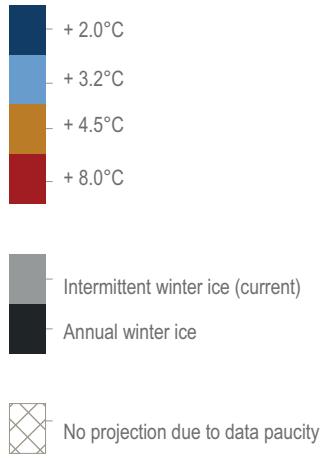 + 2.0°C
+ 3.2°C
+ 4.5°C
+ 8.0°C
Intermittent winter ice (current)
Annual winter ice
No projection due to data paucity